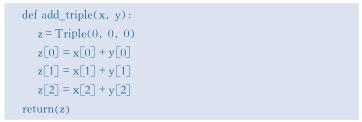 def add_triple(x, y):
z = Triple(0, 0, 0)
z[0] = x[0] + y[0]
z[1] = x[1] + y[1]
z[2] = x[2] + y[2]
return(z)